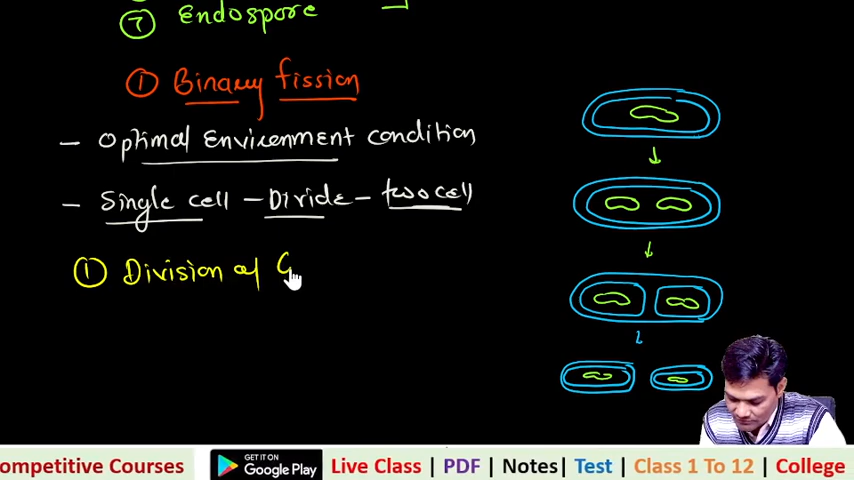 ⑦ Endospore
① Binary fission
- Optimal Environment condition
- Single cell - Divide - two cell
① Division of G
ompetitive Courses GET IT ON Google Play Live Class | PDF | Notes | Test | Class 1 To 12 | College